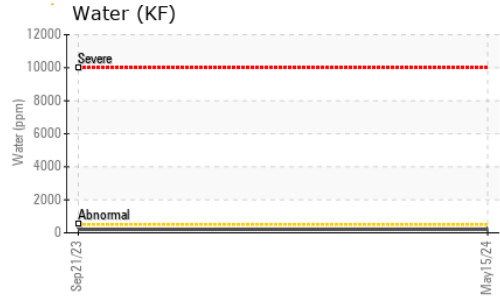 Water (KF)
12000
Severe
10000
8000
Water (ppm)
6000
4000
2000
Abnormal
0
Sep21/23
May15/24